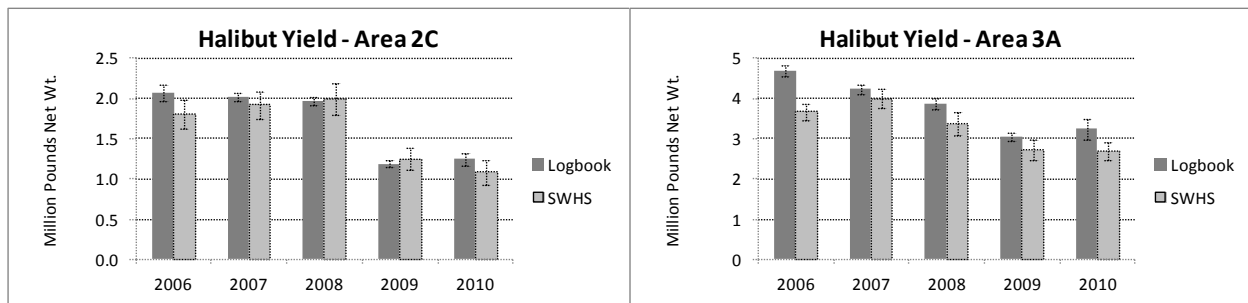 Halibut Yield - Area 2C
Million Pounds Net Wt.
2.5
2.0
1.5
1.0
0.5
0.0
2006 2007 2008 2009 2010
Logbook
SWHS
Halibut Yield - Area 3A
Million Pounds Net Wt.
5
4
3
2
1
0
2006 2007 2008 2009 2010
Logbook
SWHS